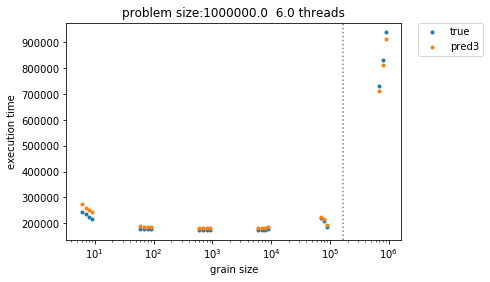 problem size:1000000.0  6.0 threads
true
pred3
execution time
900000
800000
700000
600000
500000
400000
300000
200000
10^1
10^2
10^3
10^4
10^5
10^6
grain size